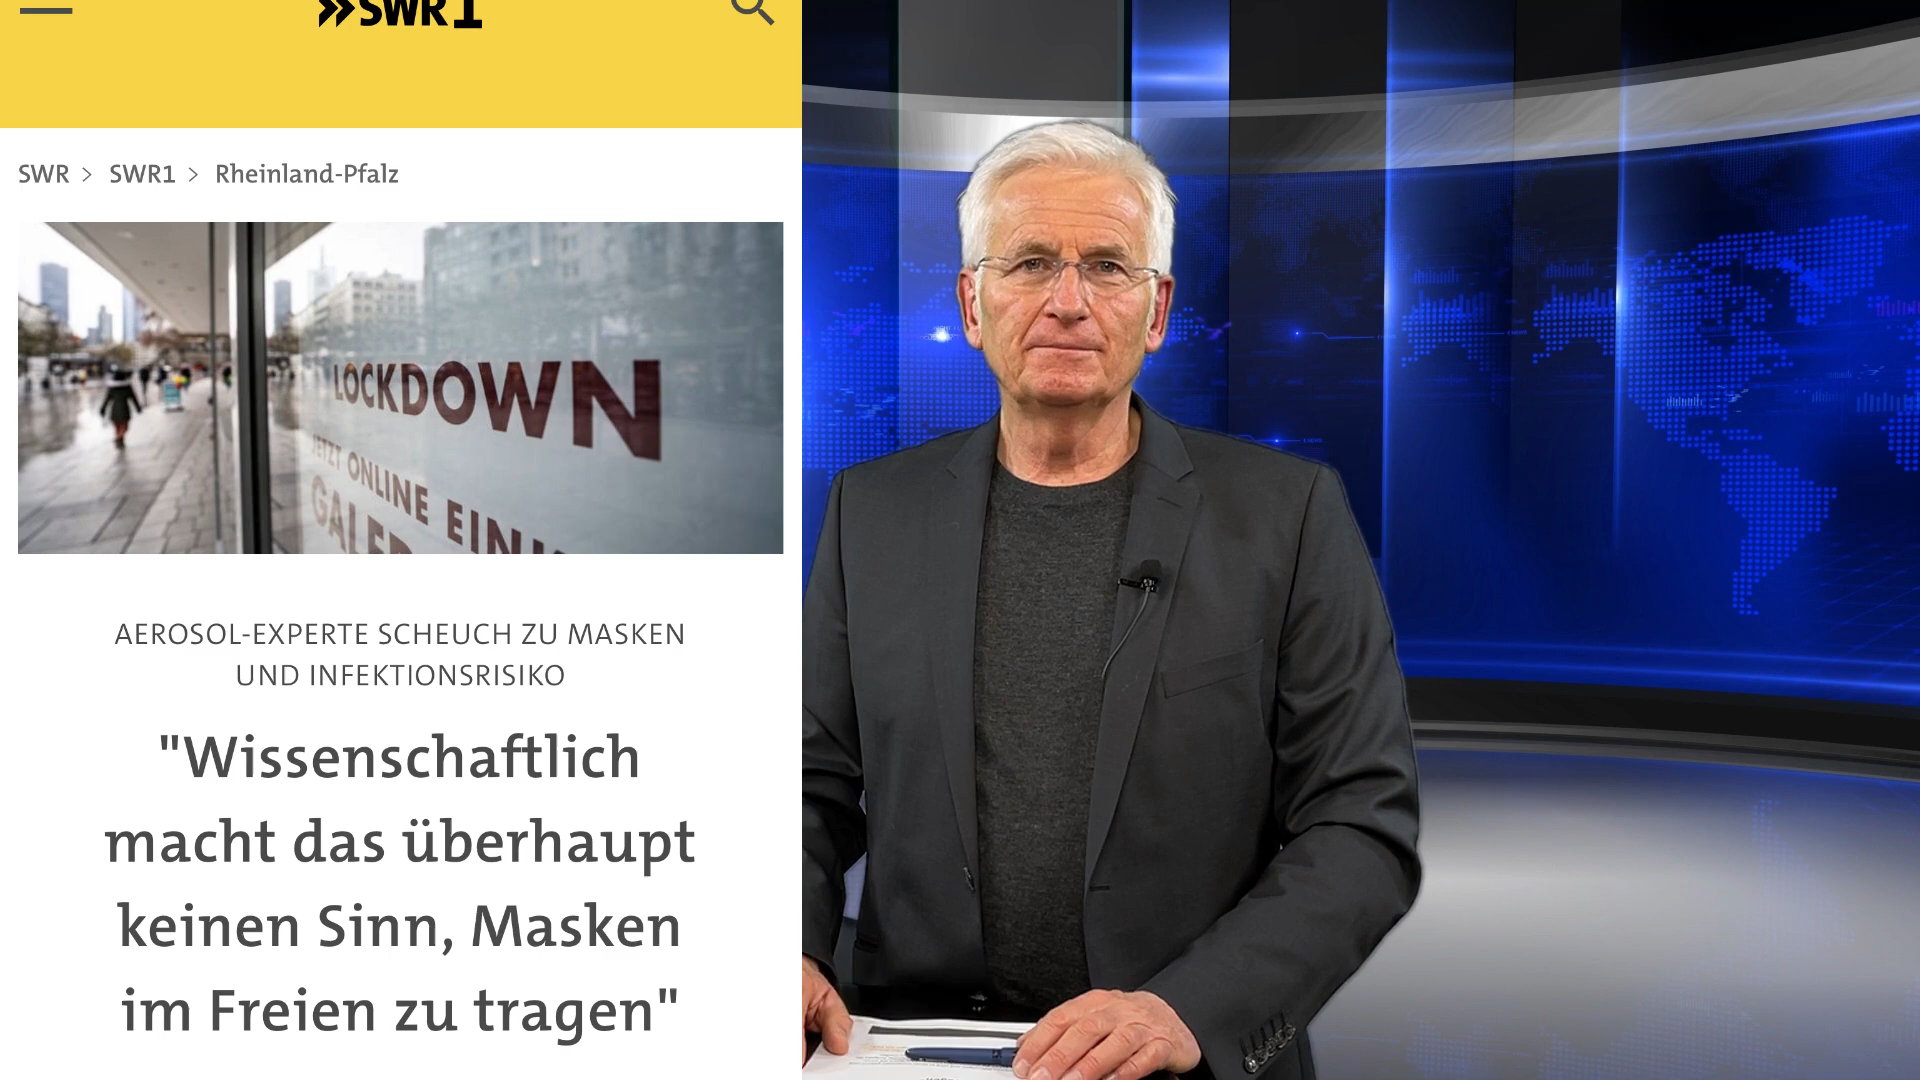 SWR1
SWR > SWR1 > Rheinland-Pfalz
LOCKDOWN
JETZT ONLINE
AEROSOL-EXPERTE SCHEUCH ZU MASKEN
UND INFEKTIONSRISIKO
"Wissenschaftlich
macht das überhaupt
keinen Sinn, Masken
im Freien zu tragen"